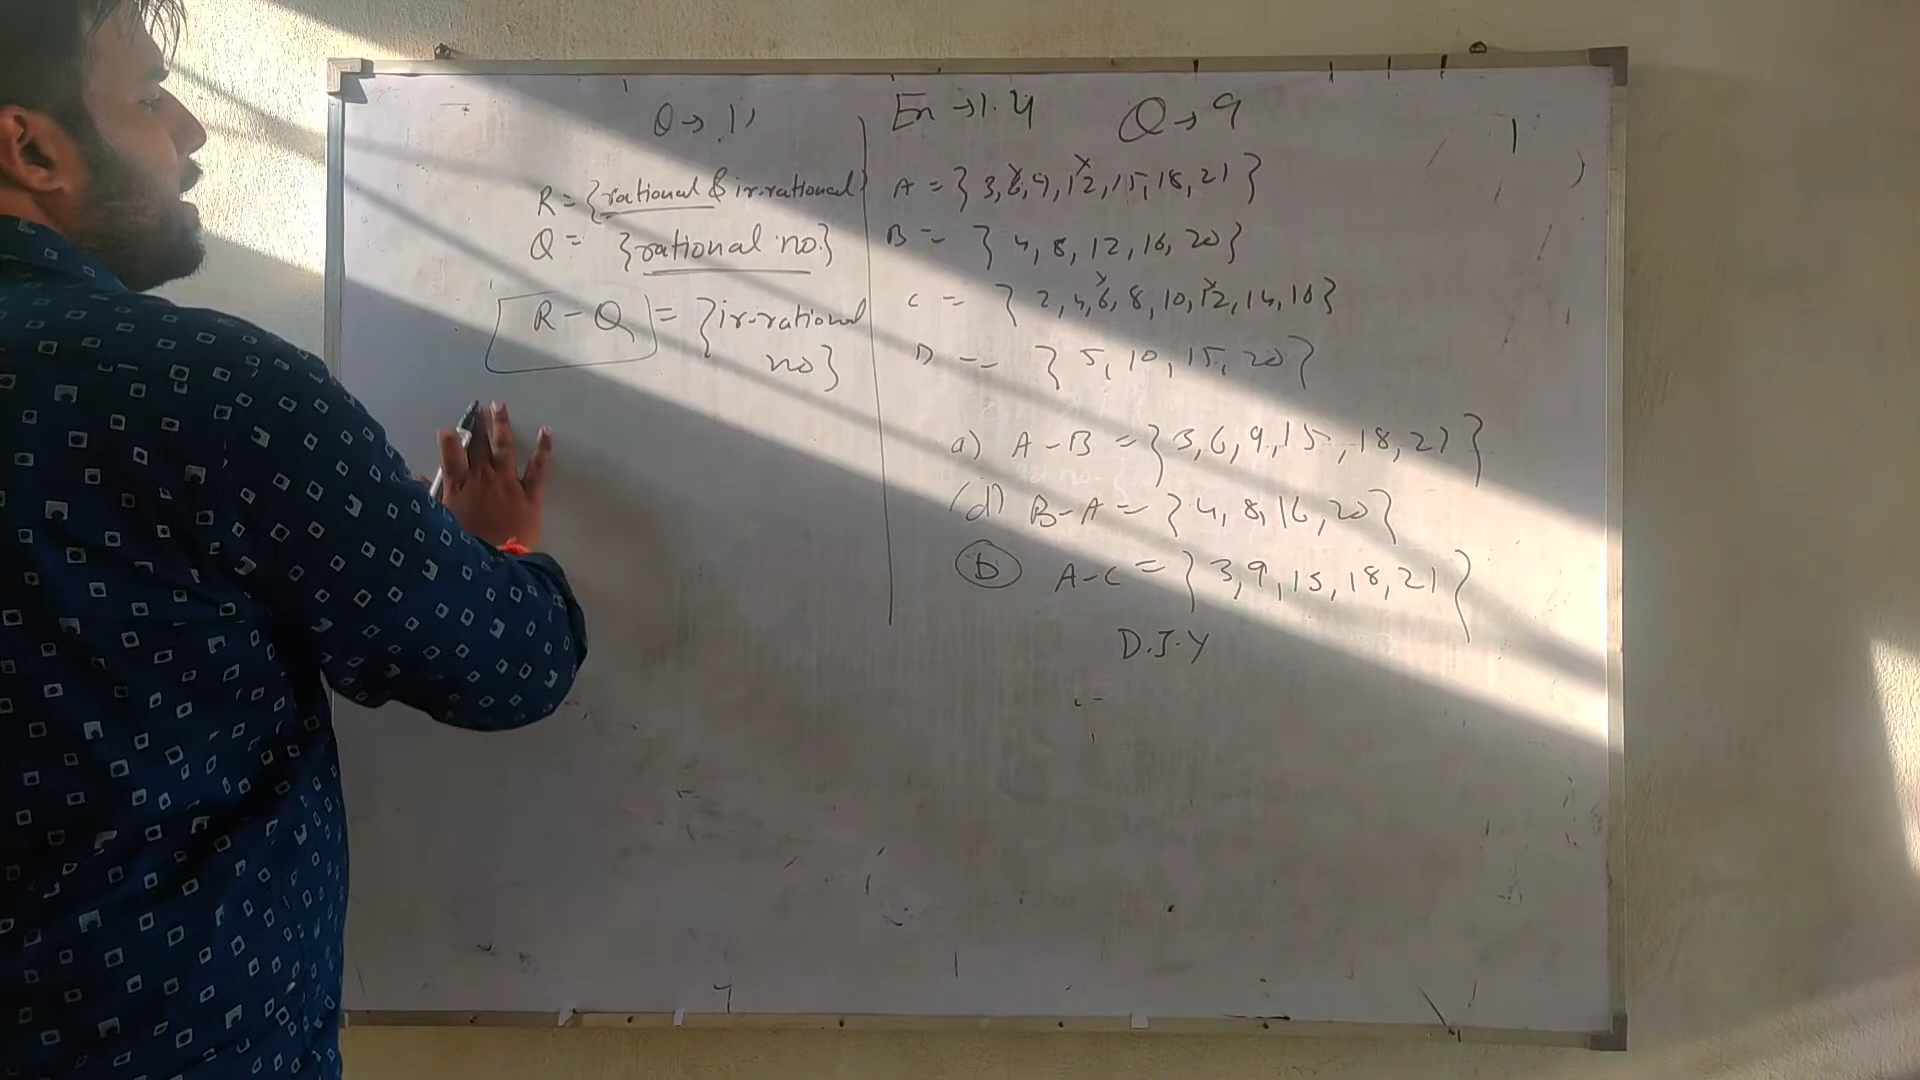 Q → 11
R = {rational & ir-rational}
Q = {rational no.}
R - Q = {ir-rational
no}
Ex → 1.4 Q → 9
A = {3, 6, 9, 12, 15, 18, 21}
B = {4, 8, 12, 16, 20}
C = {2, 4, 6, 8, 10, 12, 14, 16}
D = {5, 10, 15, 20}
a) A - B = {3, 6, 9, 15, 18, 21}
(d) B - A = {4, 8, 16, 20}
(b) A - C = {3, 9, 15, 18, 21}
D.I.Y